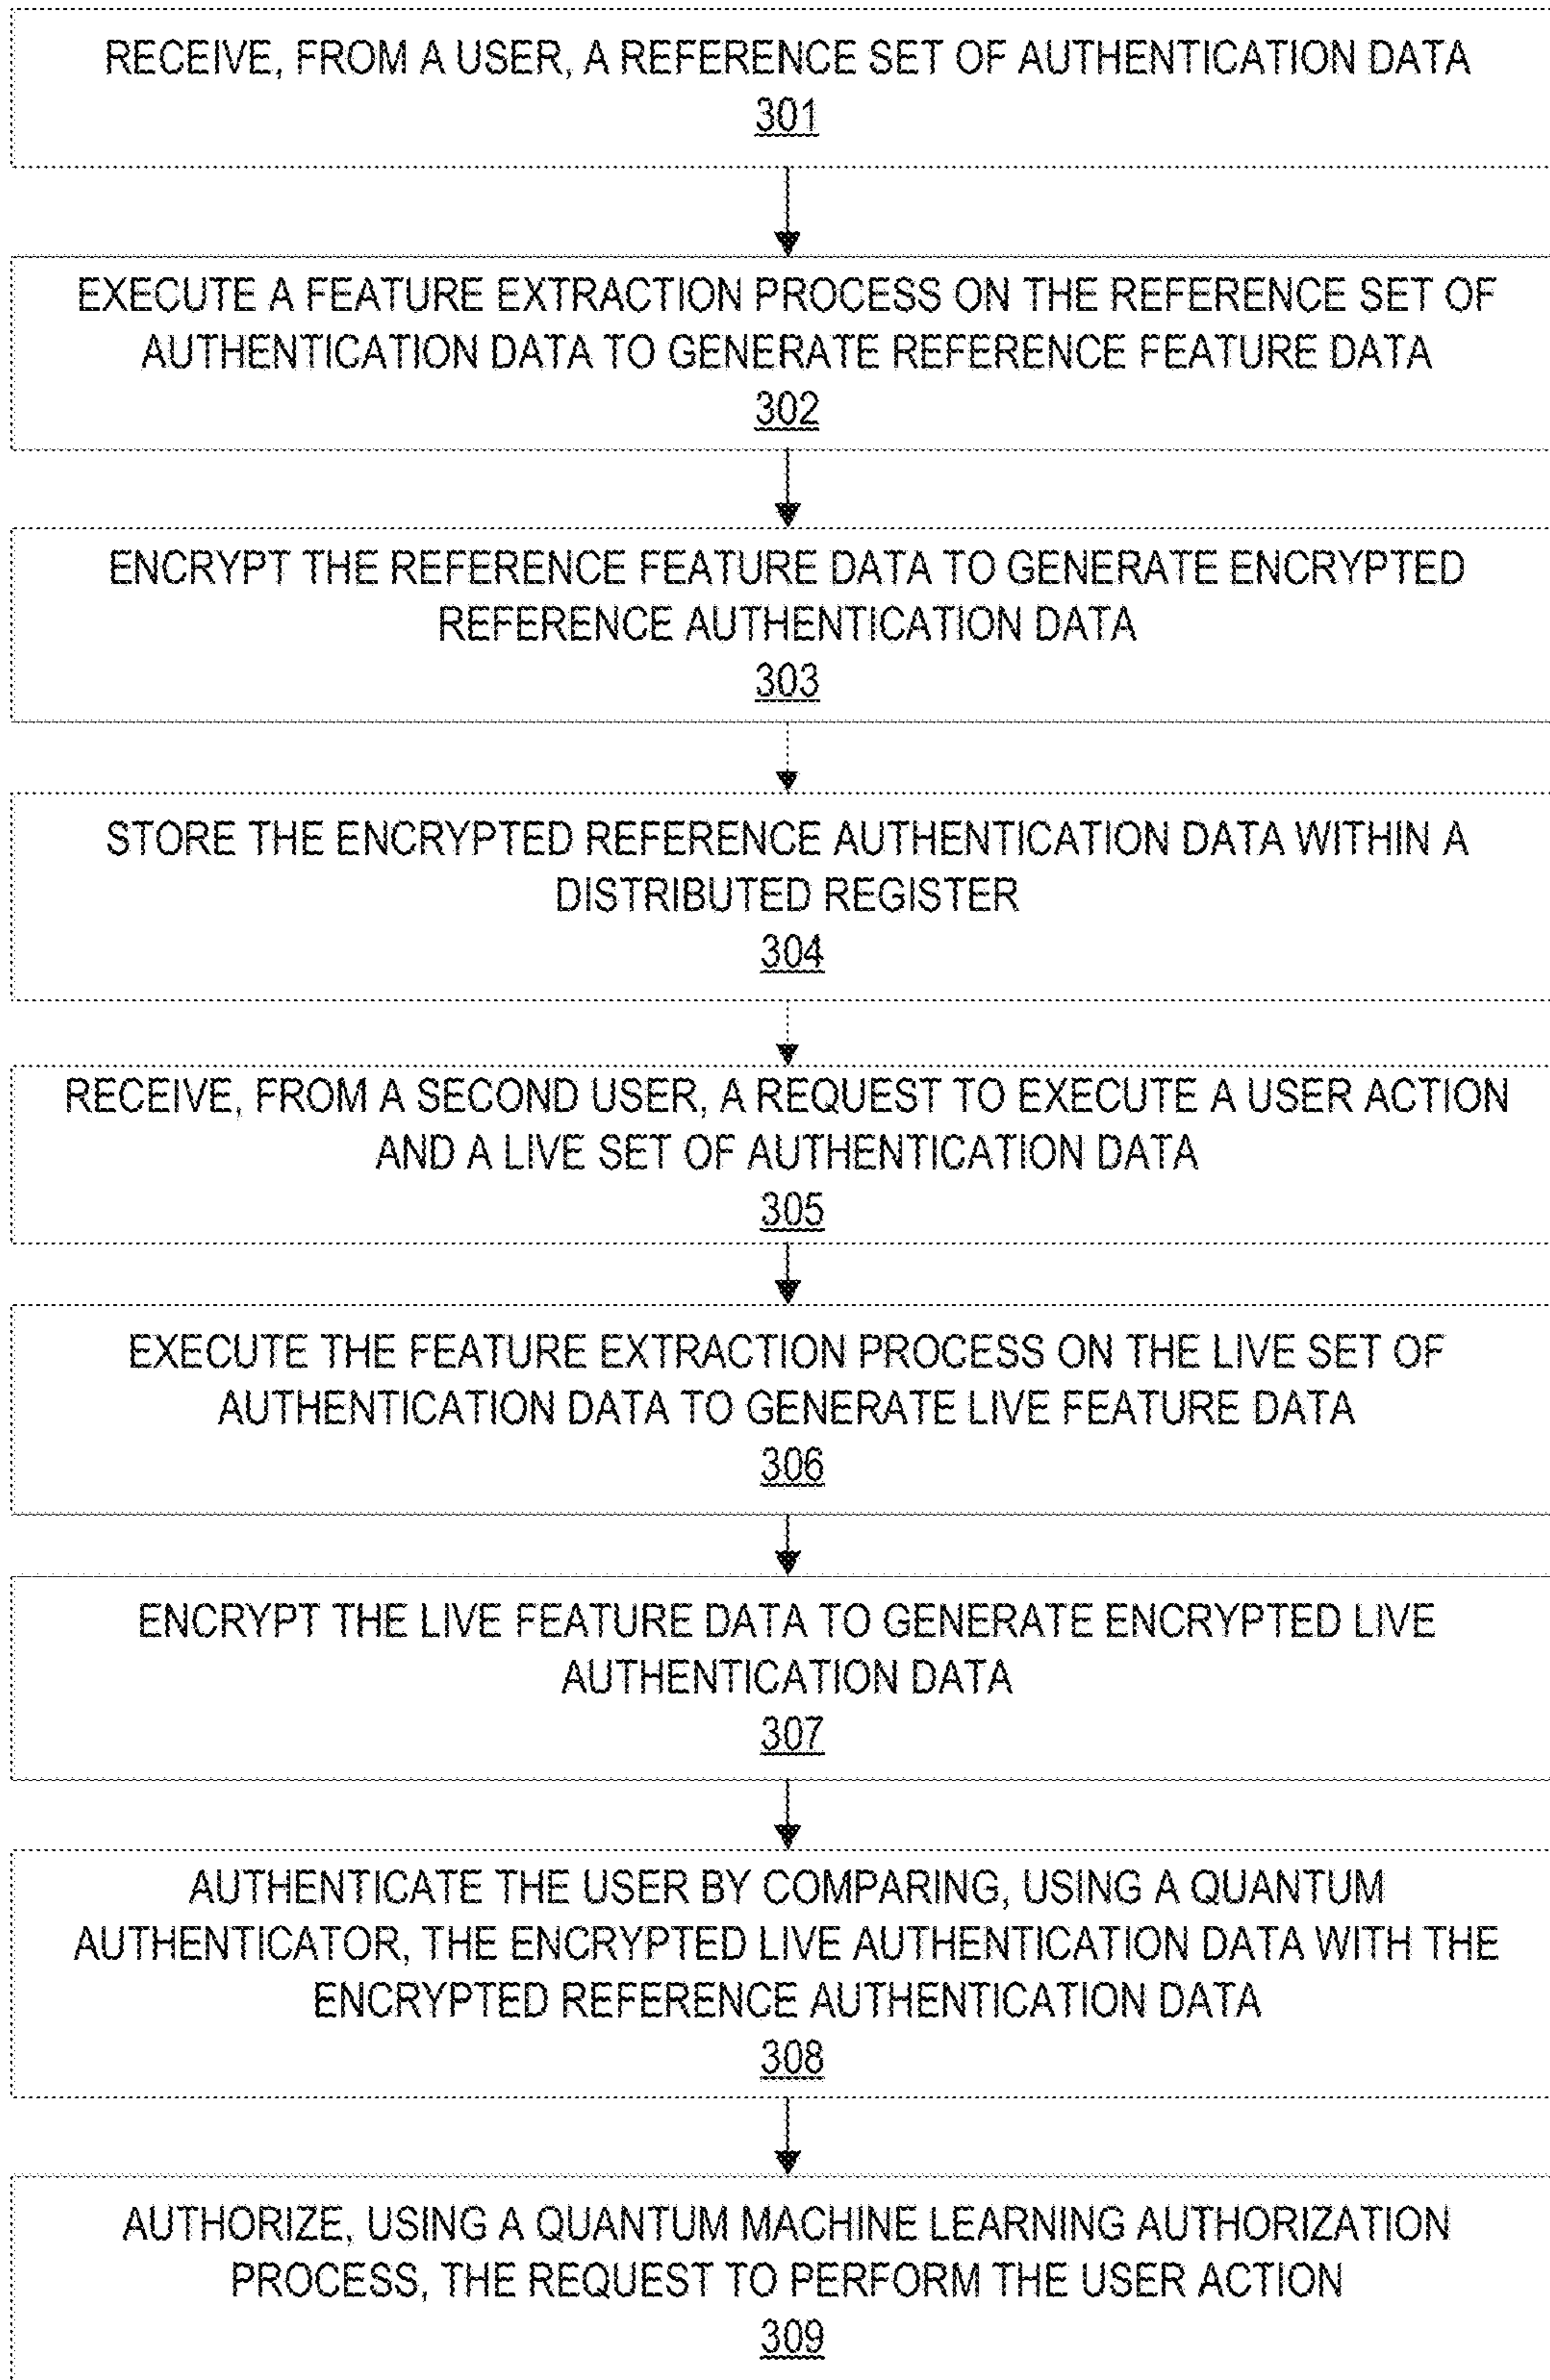 RECEIVE, FROM A USER, A REFERENCE SET OF AUTHENTICATION DATA
301
EXECUTE A FEATURE EXTRACTION PROCESS ON THE REFERENCE SET OF
AUTHENTICATION DATA TO GENERATE REFERENCE FEATURE DATA
302
ENCRYPT THE REFERENCE FEATURE DATA TO GENERATE ENCRYPTED
REFERENCE AUTHENTICATION DATA
303
STORE THE ENCRYPTED REFERENCE AUTHENTICATION DATA WITHIN A
DISTRIBUTED REGISTER
304
RECEIVE, FROM A SECOND USER, A REQUEST TO EXECUTE A USER ACTION
AND A LIVE SET OF AUTHENTICATION DATA
305
EXECUTE THE FEATURE EXTRACTION PROCESS ON THE LIVE SET OF
AUTHENTICATION DATA TO GENERATE LIVE FEATURE DATA
306
ENCRYPT THE LIVE FEATURE DATA TO GENERATE ENCRYPTED LIVE
AUTHENTICATION DATA
307
AUTHENTICATE THE USER BY COMPARING, USING A QUANTUM
AUTHENTICATOR, THE ENCRYPTED LIVE AUTHENTICATION DATA WITH THE
ENCRYPTED REFERENCE AUTHENTICATION DATA
308
AUTHORIZE, USING A QUANTUM MACHINE LEARNING AUTHORIZATION
PROCESS, THE REQUEST TO PERFORM THE USER ACTION
309